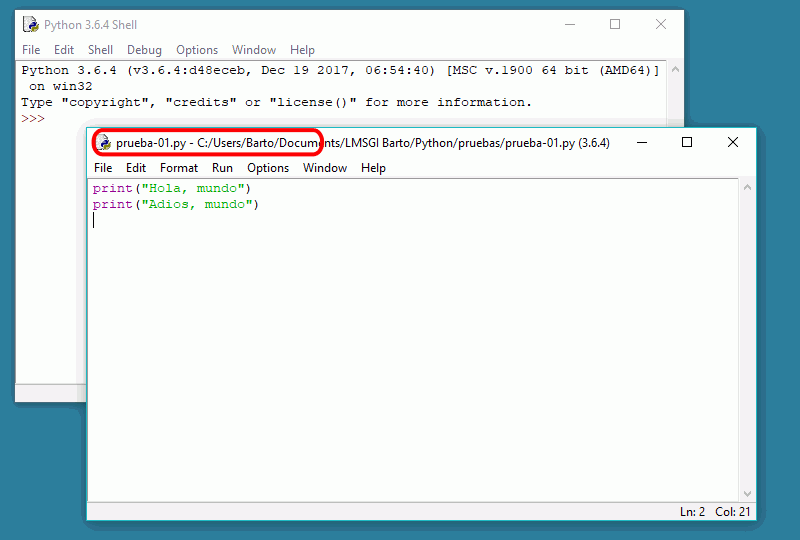 Python 3.6.4 Shell
File Edit Shell Debug Options Window Help
Python 3.6.4 (v3.6.4:d48eceb, Dec 19 2017, 06:54:40) [MSC v.1900 64 bit (AMD64)]
on win32
Type "copyright", "credits" or "license()" for more information.
>>>
prueba-01.py - C:/Users/Barto/Documents/LMSGI Barto/Python/pruebas/prueba-01.py (3.6.4)
File Edit Format Run Options Window Help
print("Hola, mundo")
print("Adios, mundo")
Ln: 2 Col: 21